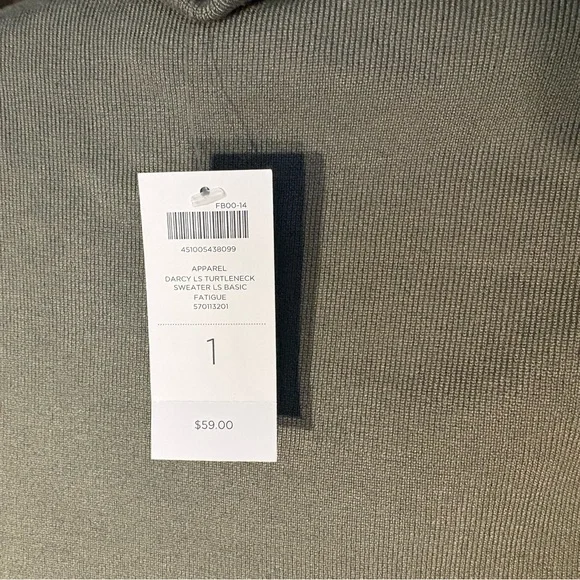 FB00-14
451005438099
APPAREL
DARCY LS TURTLENECK
SWEATER LS BASIC
FATIGUE
570113201
1
$59.00